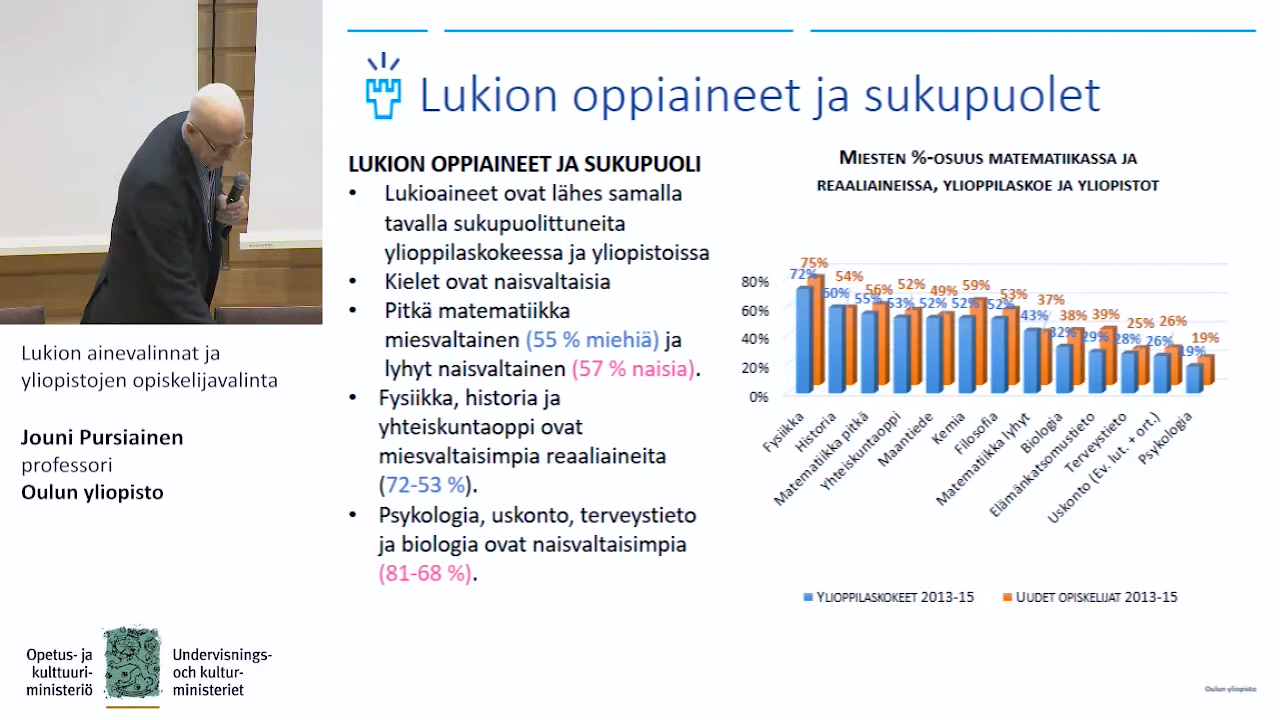 Lukion oppiaineet ja sukupuolet
LUKION OPPIAINEET JA SUKUPUOLI
• Lukioaineet ovat lähes samalla
tavalla sukupuolittuneita
ylioppilaskokeessa ja yliopistoissa
• Kielet ovat naisvaltaisia
• Pitkä matematiikka
miesvaltainen (55 % miehiä) ja
lyhyt naisvaltainen (57 % naisia).
• Fysiikka, historia ja
yhteiskuntaoppi ovat
miesvaltaisimpia reaaliaineita
(72-53 %).
• Psykologia, uskonto, terveystieto
ja biologia ovat naisvaltaisimpia
(81-68 %).
MIESTEN %-OSUUS MATEMATIIKASSA JA
REAALIAINEISSA, YLIOPPILASKOE JA YLIOPISTOT
80%
60%
40%
20%
0%
72% 60% 55% 53% 52% 52% 52% 43% 32% 29% 28% 26% 19%
75% 54% 56% 52% 49% 59% 53% 37% 38% 39% 25% 26% 19%
Fysiikka
Historia
Matematiikka pitkä
Yhteiskuntaoppi
Maantiede
Kemia
Filosofia
Matematiikka lyhyt
Biologia
Elämänkatsomustieto
Terveystieto
Uskonto (Ev. lut. + ort.)
Psykologia
YLIOPPILASKOKEET 2013-15 UUDET OPISKELIJAT 2013-15
Oulun yliopisto
Lukion ainevalinnat ja
yliopistojen opiskelijavalinta
Jouni Pursiainen
professori
Oulun yliopisto
Opetus- ja
kulttuuri-
ministeriö
Undervisnings-
och kultur-
ministeriet